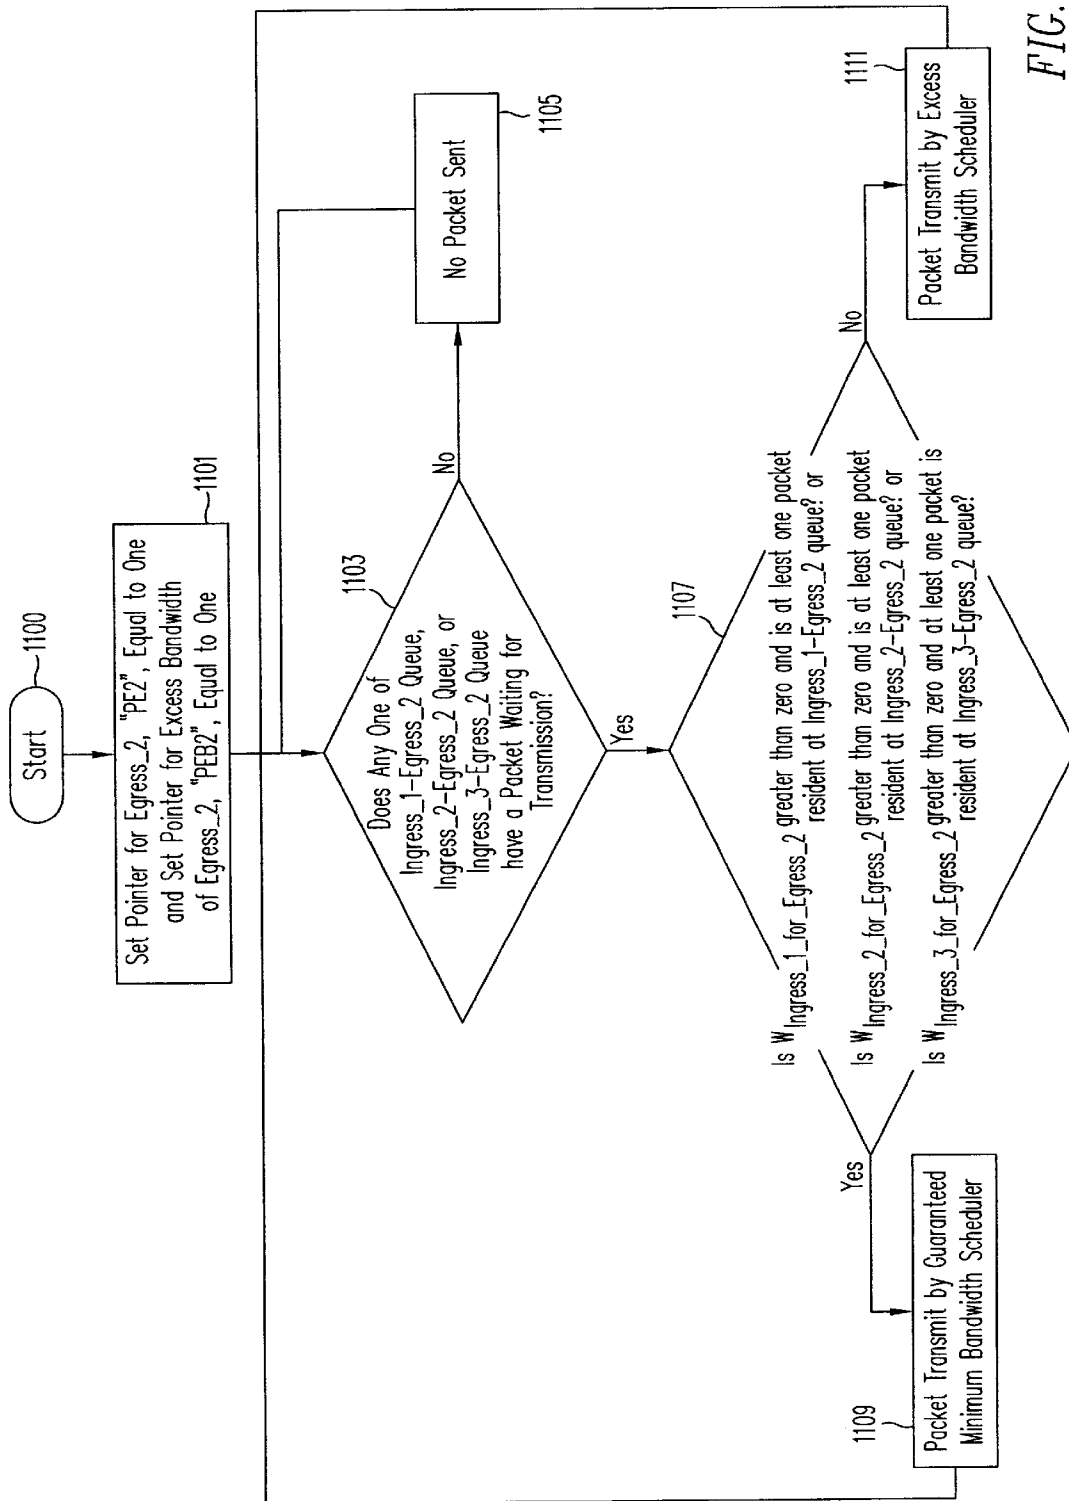 Start
1100
Set Pointer for Egress_2, "PE2", Equal to One
and Set Pointer for Excess Bandwidth
of Egress_2, "PEB2", Equal to One
1101
1103
Does Any One of
Ingress_1-Egress_2 Queue,
Ingress_2-Egress_2 Queue, or
Ingress_3-Egress_2 Queue
have a Packet Waiting for
Transmission?
No
No Packet Sent
1105
Yes
1107
Is WIngress_1_for_Egress_2 greater than zero and is at least one packet
resident at Ingress_1-Egress_2 queue? or
Is WIngress_2_for_Egress_2 greater than zero and is at least one packet
resident at Ingress_2-Egress_2 queue? or
Is WIngress_3_for_Egress_2 greater than zero and at least one packet is
resident at Ingress_3-Egress_2 queue?
Yes
1109
Packet Transmit by Guaranteed
Minimum Bandwidth Scheduler
No
1111
Packet Transmit by Excess
Bandwidth Scheduler
FIG.